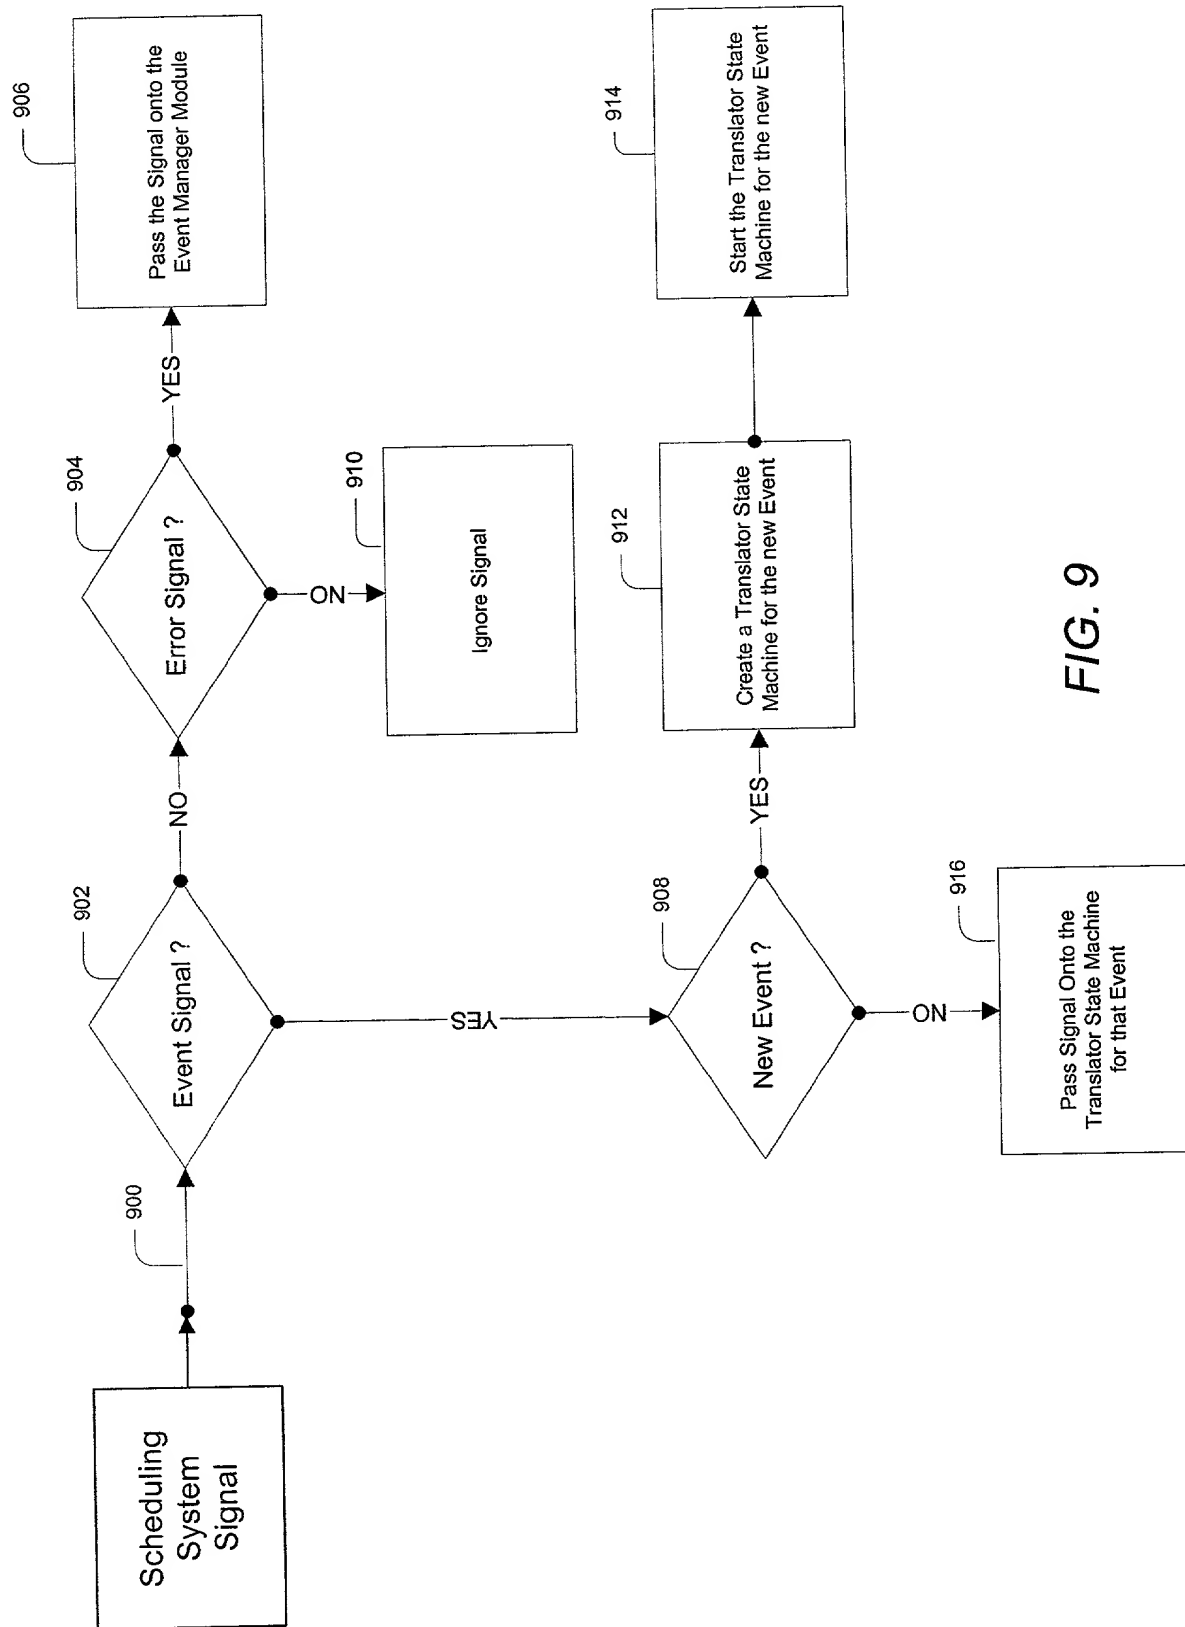 Scheduling
System
Signal
900
Event Signal ?
902
NO
Error Signal ?
904
YES
Pass the Signal onto the
Event Manager Module
906
NO
Ignore Signal
910
YES
New Event ?
908
YES
Create a Translator State
Machine for the new Event
912
Start the Translator State
Machine for the new Event
914
NO
Pass Signal Onto the
Translator State Machine
for that Event
916
FIG. 9